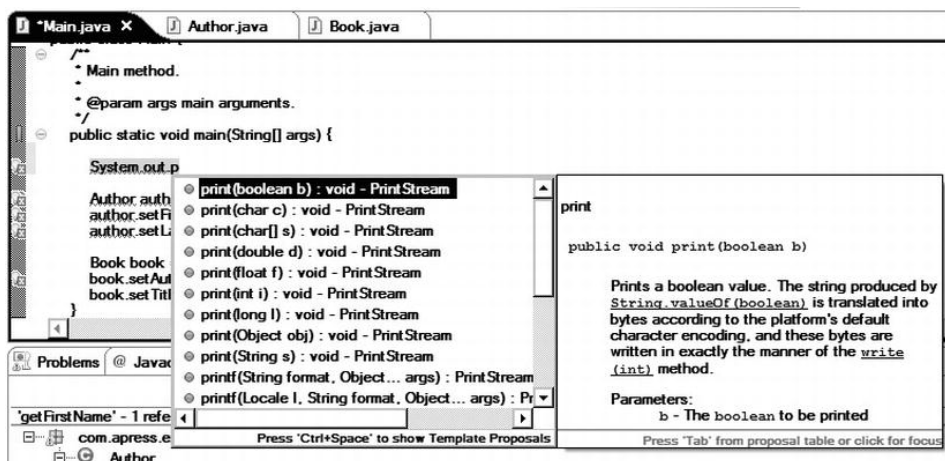 *Main.java
Author.java
Book.java
public class Main {
/**
* Main method.
*
* @param args main arguments.
*/
public static void main(String[] args) {
System.out.p
Author auth
author.setFi
author.setLa
Book book =
book.setAut
book.setTitl
}
print(boolean b) : void - PrintStream
print(char c) : void - PrintStream
print(char[] s) : void - PrintStream
print(double d) : void - PrintStream
print(float f) : void - PrintStream
print(int i) : void - PrintStream
print(long l) : void - PrintStream
print(Object obj) : void - PrintStream
print(String s) : void - PrintStream
printf(String format, Object... args) : PrintStream
printf(Locale l, String format, Object... args) : Pr
Press 'Ctrl+Space' to show Template Proposals
print
public void print(boolean b)
Prints a boolean value. The string produced by
String.valueOf(boolean) is translated into
bytes according to the platform's default
character encoding, and these bytes are
written in exactly the manner of the write
(int) method.
Parameters:
b - The boolean to be printed
Press 'Tab' from proposal table or click for focus
Problems
@ Javad
'getFirstName' - 1 refe
com.apress.e
Author